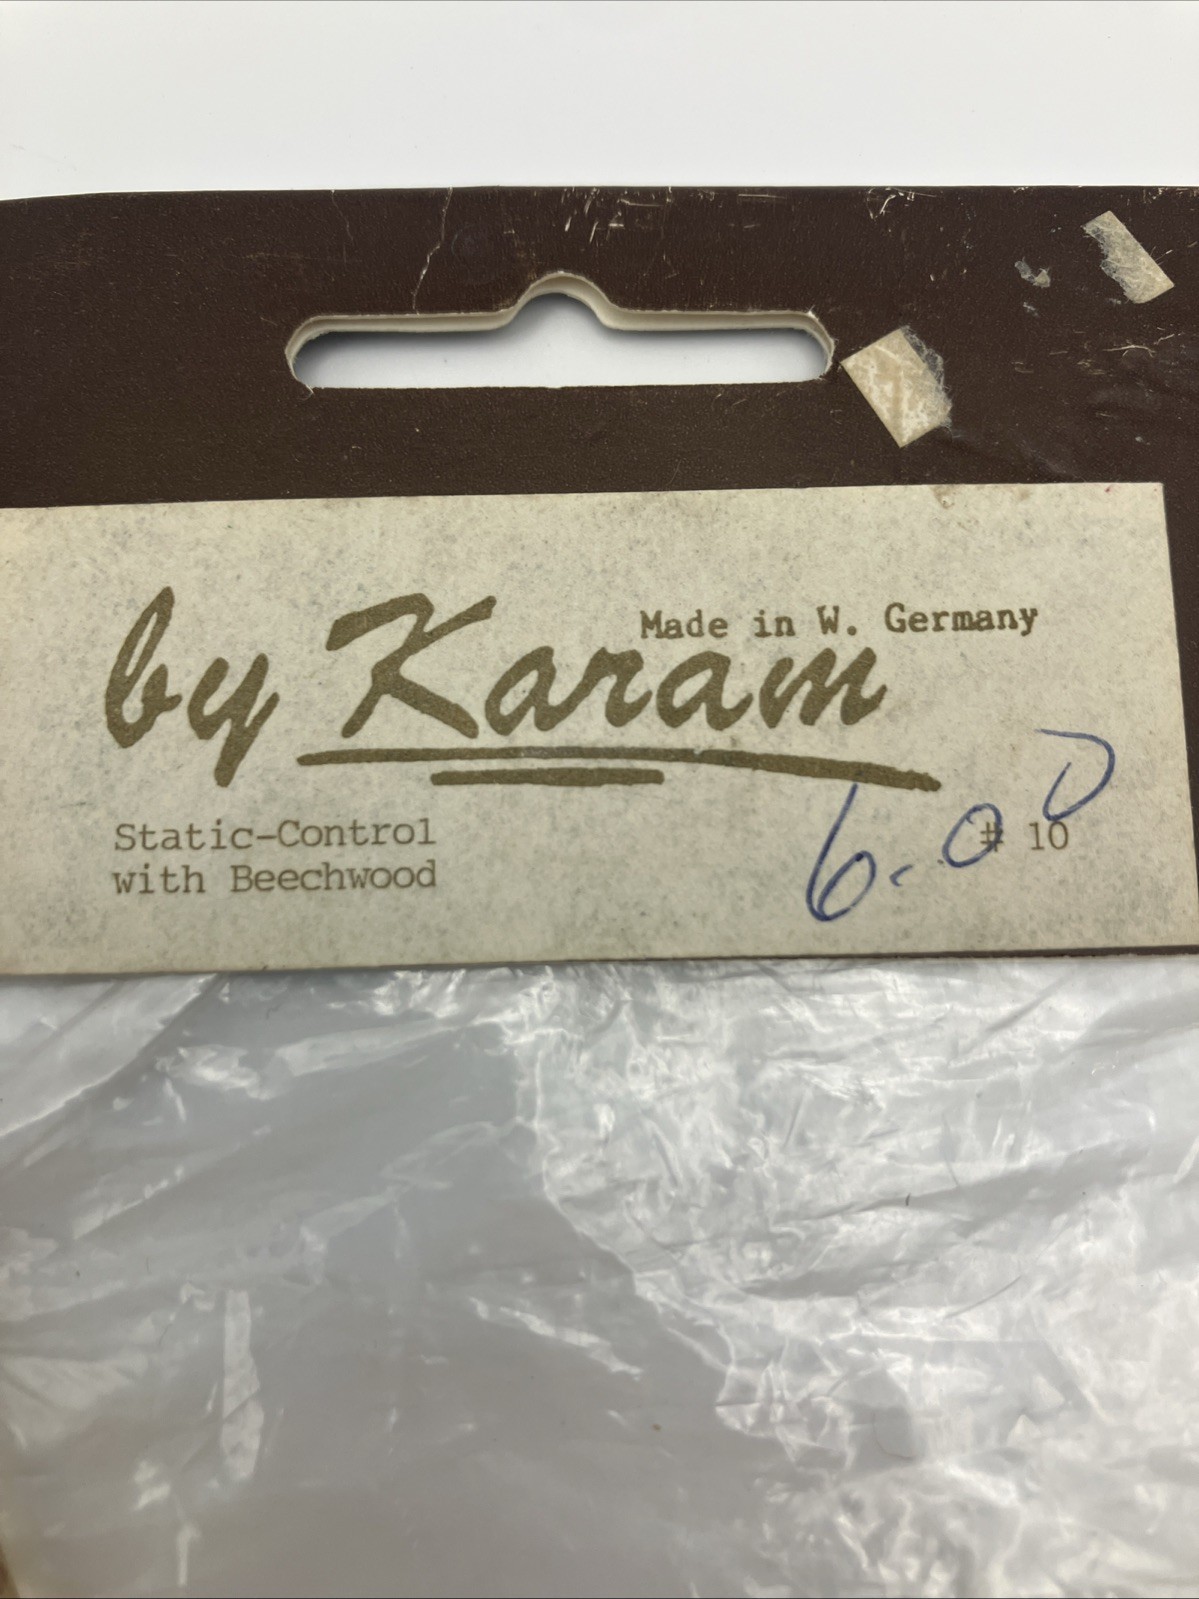 Made in W. Germany
by Karam
Static-Control
with Beechwood
# 10
6.00